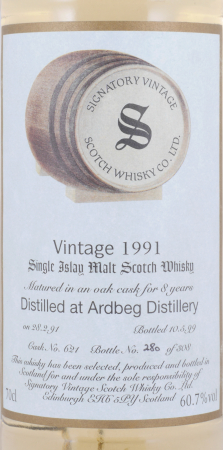 SIGNATORY VINTAGE
S
SCOTCH WHISKY CO. LTD.
Vintage 1991
Single Islay Malt Scotch Whisky
Matured in an oak cask for 8 years
Distilled at Ardbeg Distillery
on 28.2.91 Bottled 10.5.99
Cask No. 621 Bottle No. 280 of 308
This whisky has been selected, produced and bottled in
Scotland for and under the sole responsibility of
Signatory Vintage Scotch Whisky Co. Ltd.
70cl Edinburgh EH6 5PY Scotland 60.7%vol